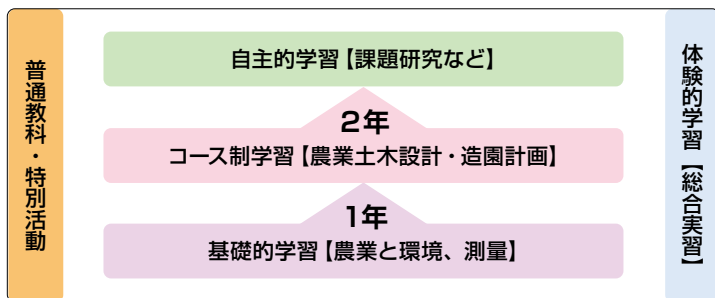 普通教科・特別活動
自主的学習【課題研究など】
2年
コース制学習【農業土木設計・造園計画】
1年
基礎的学習【農業と環境、測量】
体験的学習【総合実習】